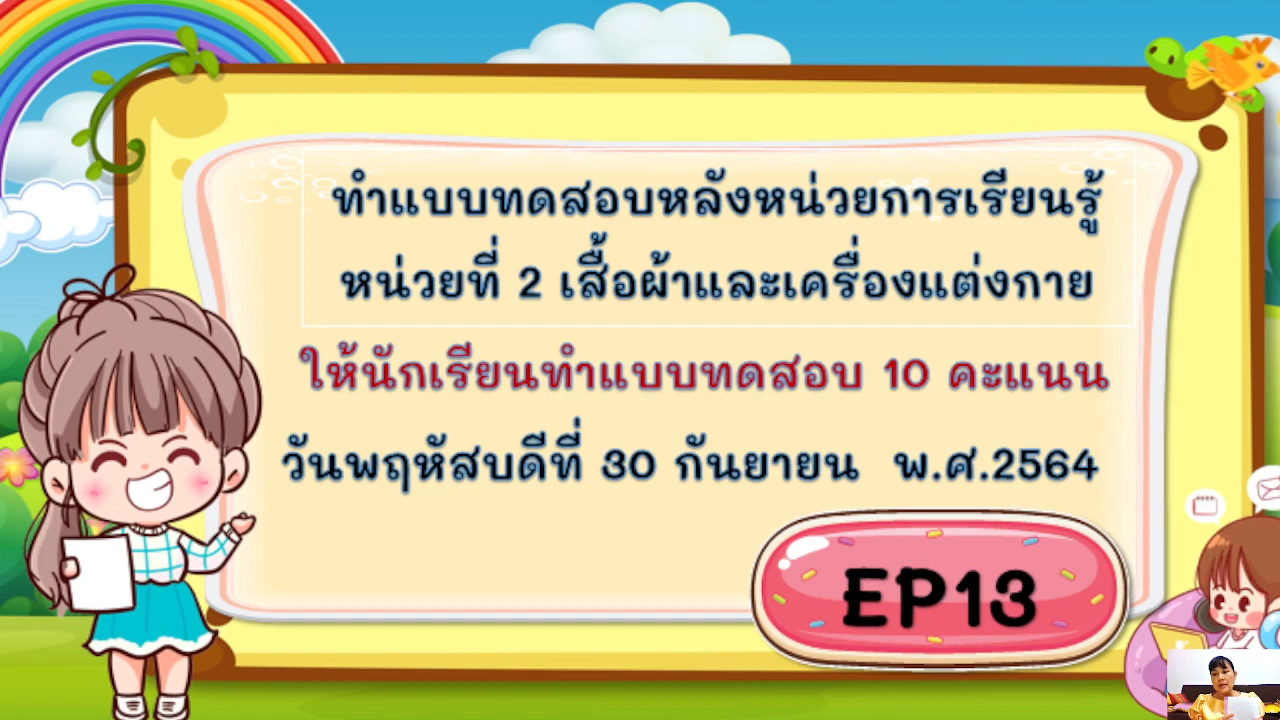 ทำแบบทดสอบหลังหน่วยการเรียนรู้
หน่วยที่ 2 เสื้อผ้าและเครื่องแต่งกาย
ให้นักเรียนทำแบบทดสอบ 10 คะแนน
วันพฤหัสบดีที่ 30 กันยายน  พ.ศ.2564
EP13